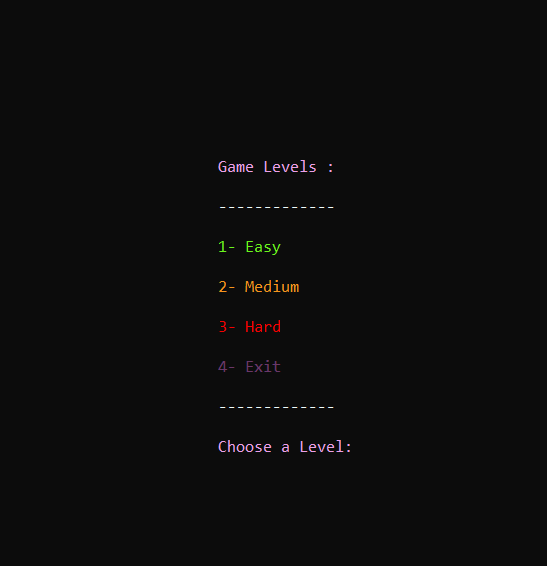 Game Levels :
-------------
1- Easy
2- Medium
3- Hard
4- Exit
-------------
Choose a Level: